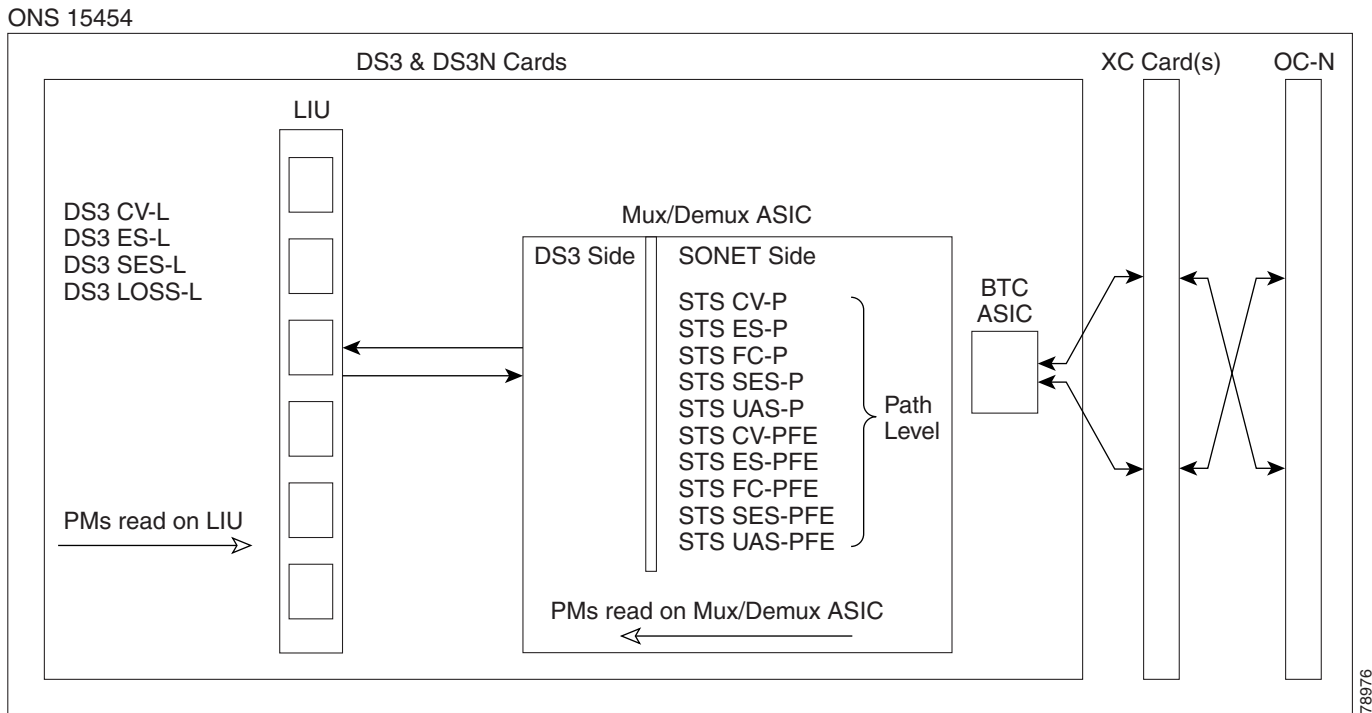 ONS 15454
DS3 & DS3N Cards
XC Card(s)
OC-N
LIU
DS3 CV-L
DS3 ES-L
DS3 SES-L
DS3 LOSS-L
PMs read on LIU
Mux/Demux ASIC
DS3 Side
SONET Side
STS CV-P
STS ES-P
STS FC-P
STS SES-P
STS UAS-P
STS CV-PFE
STS ES-PFE
STS FC-PFE
STS SES-PFE
STS UAS-PFE
Path
Level
PMs read on Mux/Demux ASIC
BTC
ASIC
78976